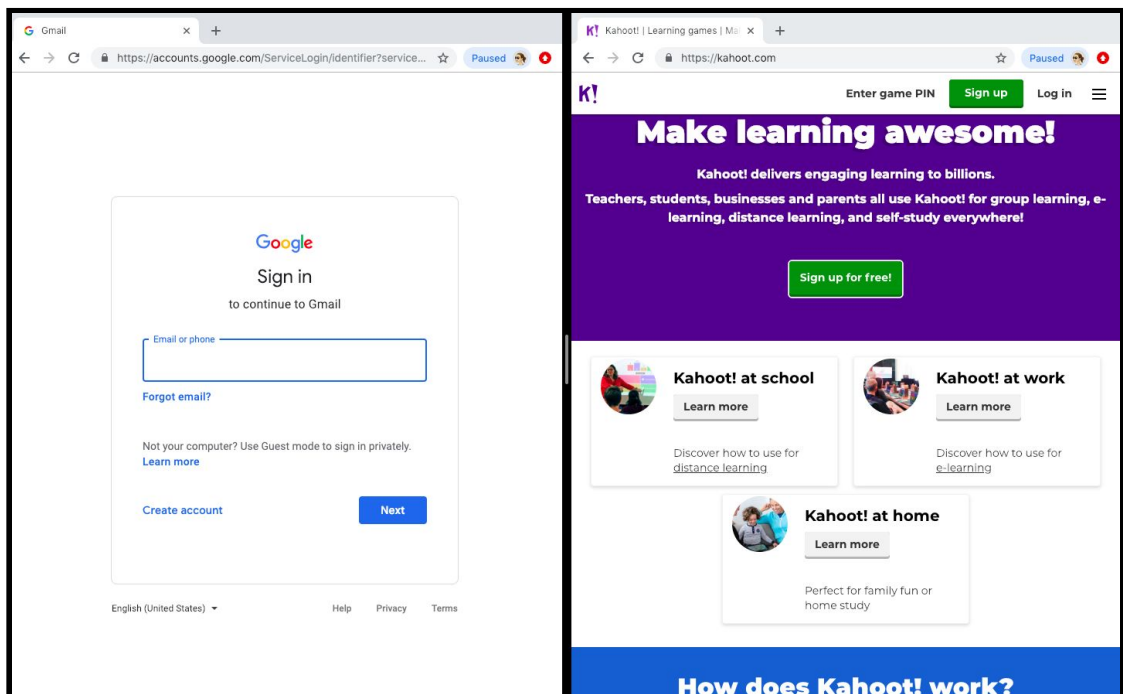 Gmail
https://accounts.google.com/ServiceLogin/identifier?service...
Paused
Google
Sign in
to continue to Gmail
Email or phone
Forgot email?
Not your computer? Use Guest mode to sign in privately.
Learn more
Create account
Next
English (United States)
Help Privacy Terms
K! Kahoot! | Learning games | Ma
https://kahoot.com
Paused
K!
Enter game PIN Sign up Log in
Make learning awesome!
Kahoot! delivers engaging learning to billions.
Teachers, students, businesses and parents all use Kahoot! for group learning, e-
learning, distance learning, and self-study everywhere!
Sign up for free!
Kahoot! at school
Learn more
Discover how to use for
distance learning
Kahoot! at work
Learn more
Discover how to use for
e-learning
Kahoot! at home
Learn more
Perfect for family fun or
home study
How does Kahoot! work?